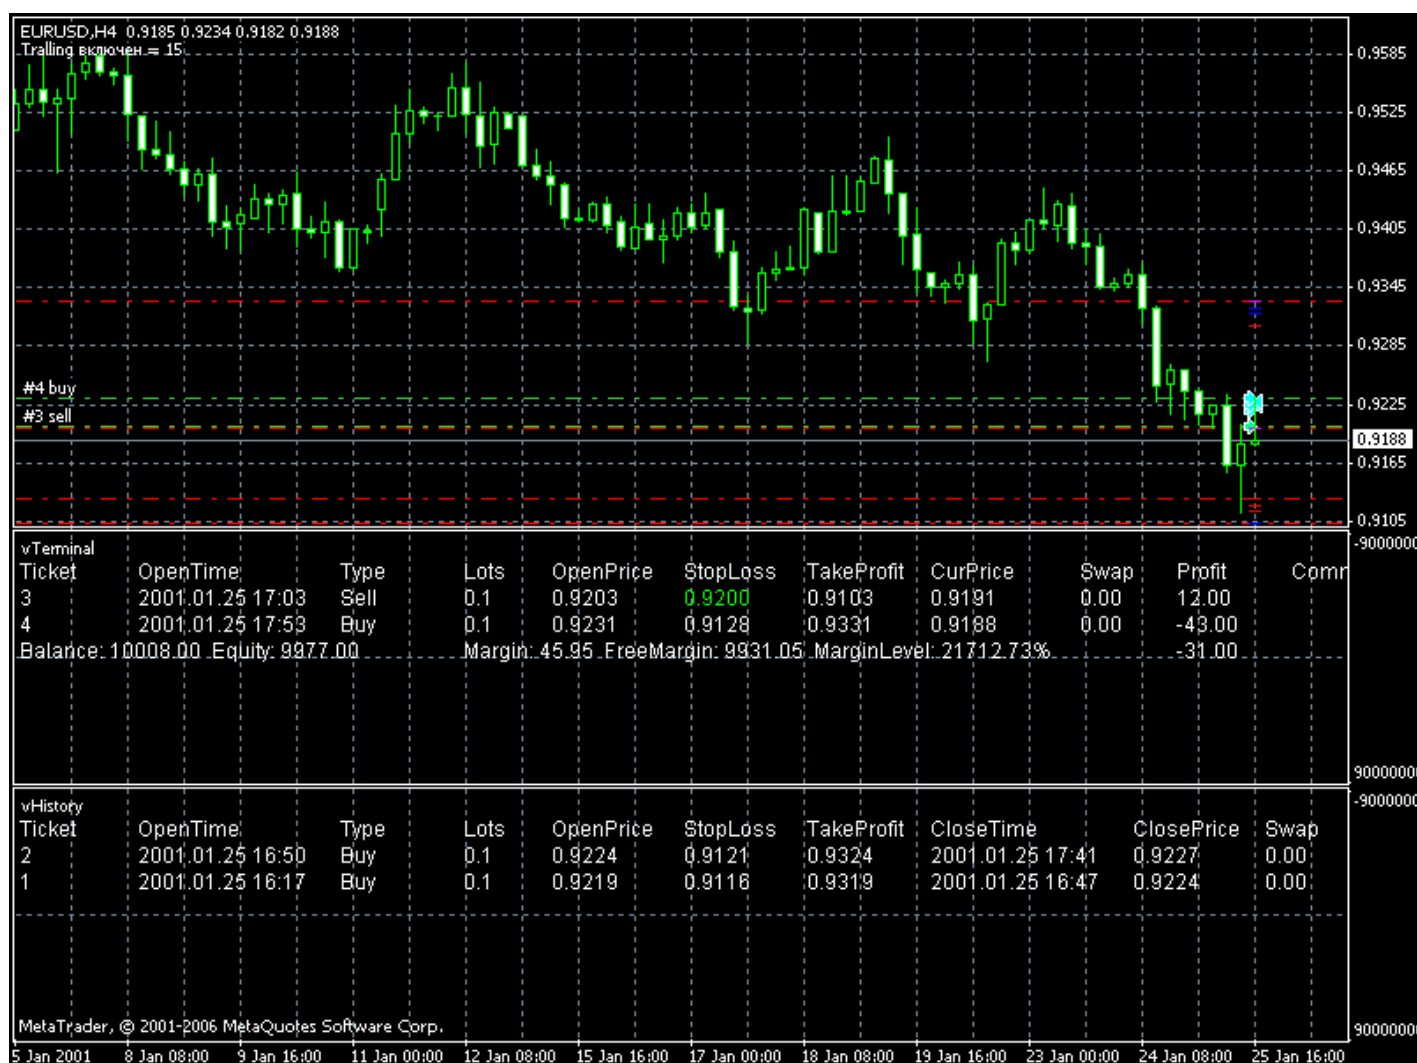 EURUSD,H4 0.9185 0.9234 0.9182 0.9188
Tralling включен = 15
0.9585
0.9525
0.9465
0.9405
0.9345
0.9285
#4 buy
0.9225
#3 sell
0.9188
0.9165
0.9105
vTerminal
-9000000
Ticket OpenTime Type Lots OpenPrice StopLoss TakeProfit CurPrice Swap Profit Comr
3 2001.01.25 17:03 Sell 0.1 0.9203 0.9200 0.9103 0.9191 0.00 12.00
4 2001.01.25 17:53 Buy 0.1 0.9231 0.9128 0.9331 0.9188 0.00 -43.00
Balance: 10008.00 Equity: 9977.00 Margin: 45.95 FreeMargin: 9931.05 MarginLevel: 21712.73% -31.00
90000000
vHistory
-9000000
Ticket OpenTime Type Lots OpenPrice StopLoss TakeProfit CloseTime ClosePrice Swap
2 2001.01.25 16:50 Buy 0.1 0.9224 0.9121 0.9324 2001.01.25 17:41 0.9227 0.00
1 2001.01.25 16:17 Buy 0.1 0.9219 0.9116 0.9319 2001.01.25 16:47 0.9224 0.00
MetaTrader, © 2001-2006 MetaQuotes Software Corp.
90000000
5 Jan 2001 8 Jan 08:00 9 Jan 16:00 11 Jan 00:00 12 Jan 08:00 15 Jan 16:00 17 Jan 00:00 18 Jan 08:00 19 Jan 16:00 23 Jan 00:00 24 Jan 08:00 25 Jan 16:00